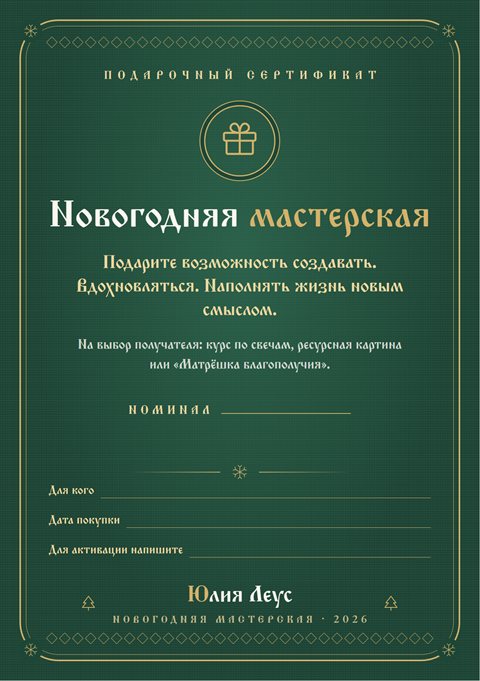 ПОДАРОЧНЫЙ СЕРТИФИКАТ
Новогодняя мастерская
Подарите возможность создавать.
Вдохновляться. Наполнять жизнь новым
смыслом.
На выбор получателя: курс по свечам, ресурсная картина
или «Матрёшка благополучия».
НОМИНАЛ
Для кого
Дата покупки
Для активации напишите
Юлия Леус
НОВОГОДНЯЯ МАСТЕРСКАЯ · 2026